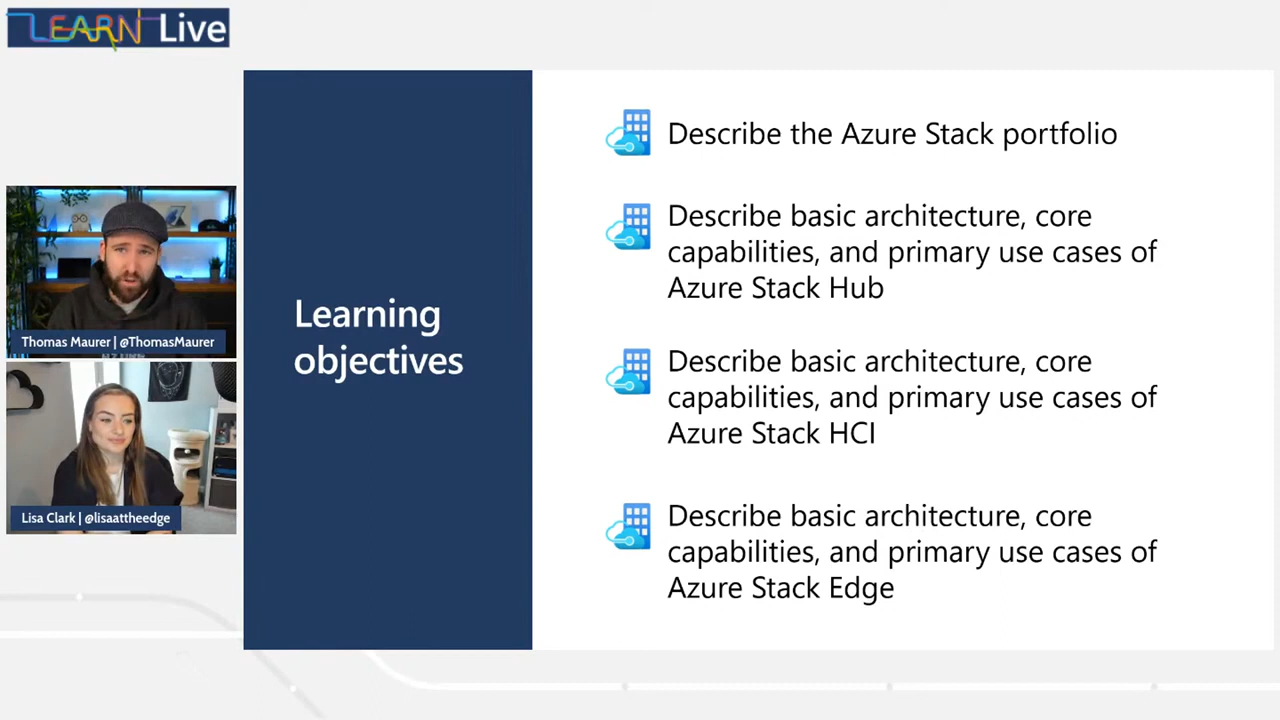 LEARN Live
Thomas Maurer | @ThomasMaurer
Lisa Clark | @lisaattheedge
Learning
objectives
Describe the Azure Stack portfolio
Describe basic architecture, core
capabilities, and primary use cases of
Azure Stack Hub
Describe basic architecture, core
capabilities, and primary use cases of
Azure Stack HCI
Describe basic architecture, core
capabilities, and primary use cases of
Azure Stack Edge